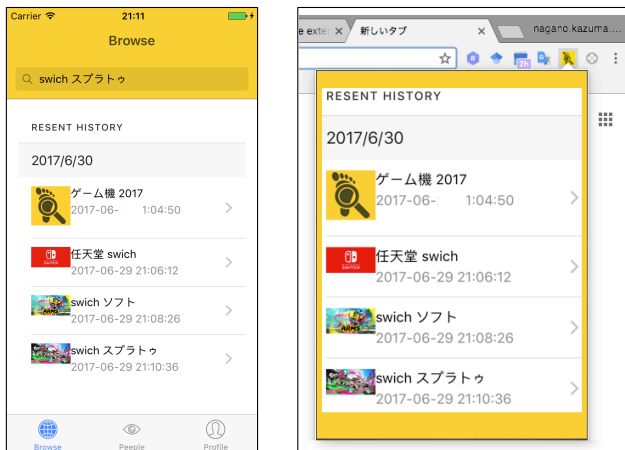 Carrier 21:11
Browse
swich スプラトゥ
RESENT HISTORY
2017/6/30
ゲーム機 2017
2017-06- 1:04:50
任天堂 swich
2017-06-29 21:06:12
swich ソフト
2017-06-29 21:08:26
swich スプラトゥ
2017-06-29 21:10:36
Browse
People
Profile
e exter
新しいタブ
nagano.kazuma....
2h
RESENT HISTORY
2017/6/30
ゲーム機 2017
2017-06- 1:04:50
任天堂 swich
2017-06-29 21:06:12
swich ソフト
ARMS
2017-06-29 21:08:26
swich スプラトゥ
2017-06-29 21:10:36